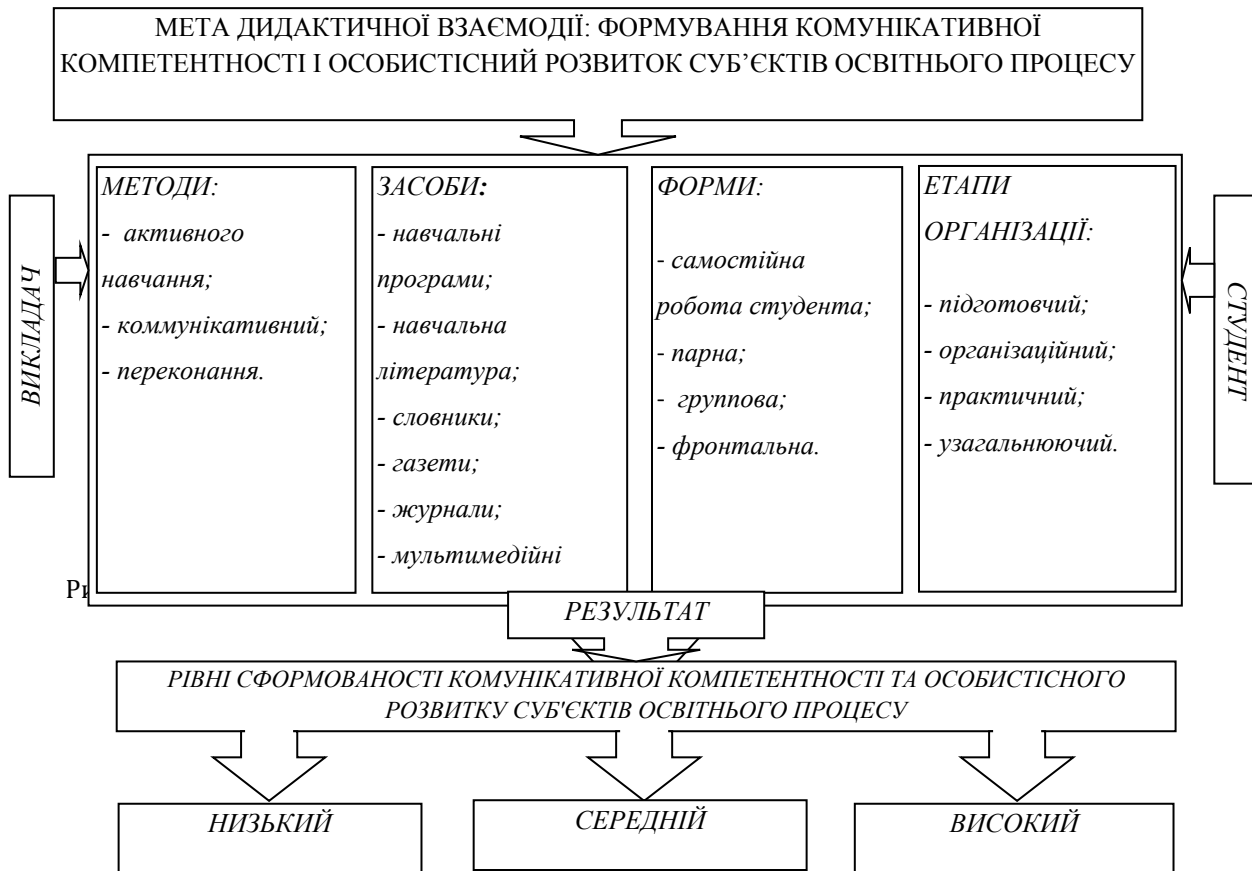 МЕТА ДИДАКТИЧНОЇ ВЗАЄМОДІЇ: ФОРМУВАННЯ КОМУНІКАТИВНОЇ
КОМПЕТЕНТНОСТІ І ОСОБИСТІСНИЙ РОЗВИТОК СУБ’ЄКТІВ ОСВІТНЬОГО ПРОЦЕСУ
ВИКЛАДАЧ
МЕТОДИ:
- активного
навчання;
- коммунікативний;
- переконання.
ЗАСОБИ:
- навчальні
програми;
- навчальна
література;
- словники;
- газети;
- журнали;
- мультимедійні
ФОРМИ:
- самостійна
робота студента;
- парна;
- группова;
- фронтальна.
ЕТАПИ
ОРГАНІЗАЦІЇ:
- підготовчий;
- організаційний;
- практичний;
- узагальнюючий.
СТУДЕНТ
РЕЗУЛЬТАТ
РІВНІ СФОРМОВАНОСТІ КОМУНІКАТИВНОЇ КОМПЕТЕНТНОСТІ ТА ОСОБИСТІСНОГО
РОЗВИТКУ СУБ'ЄКТІВ ОСВІТНЬОГО ПРОЦЕСУ
НИЗЬКИЙ
СЕРЕДНІЙ
ВИСОКИЙ